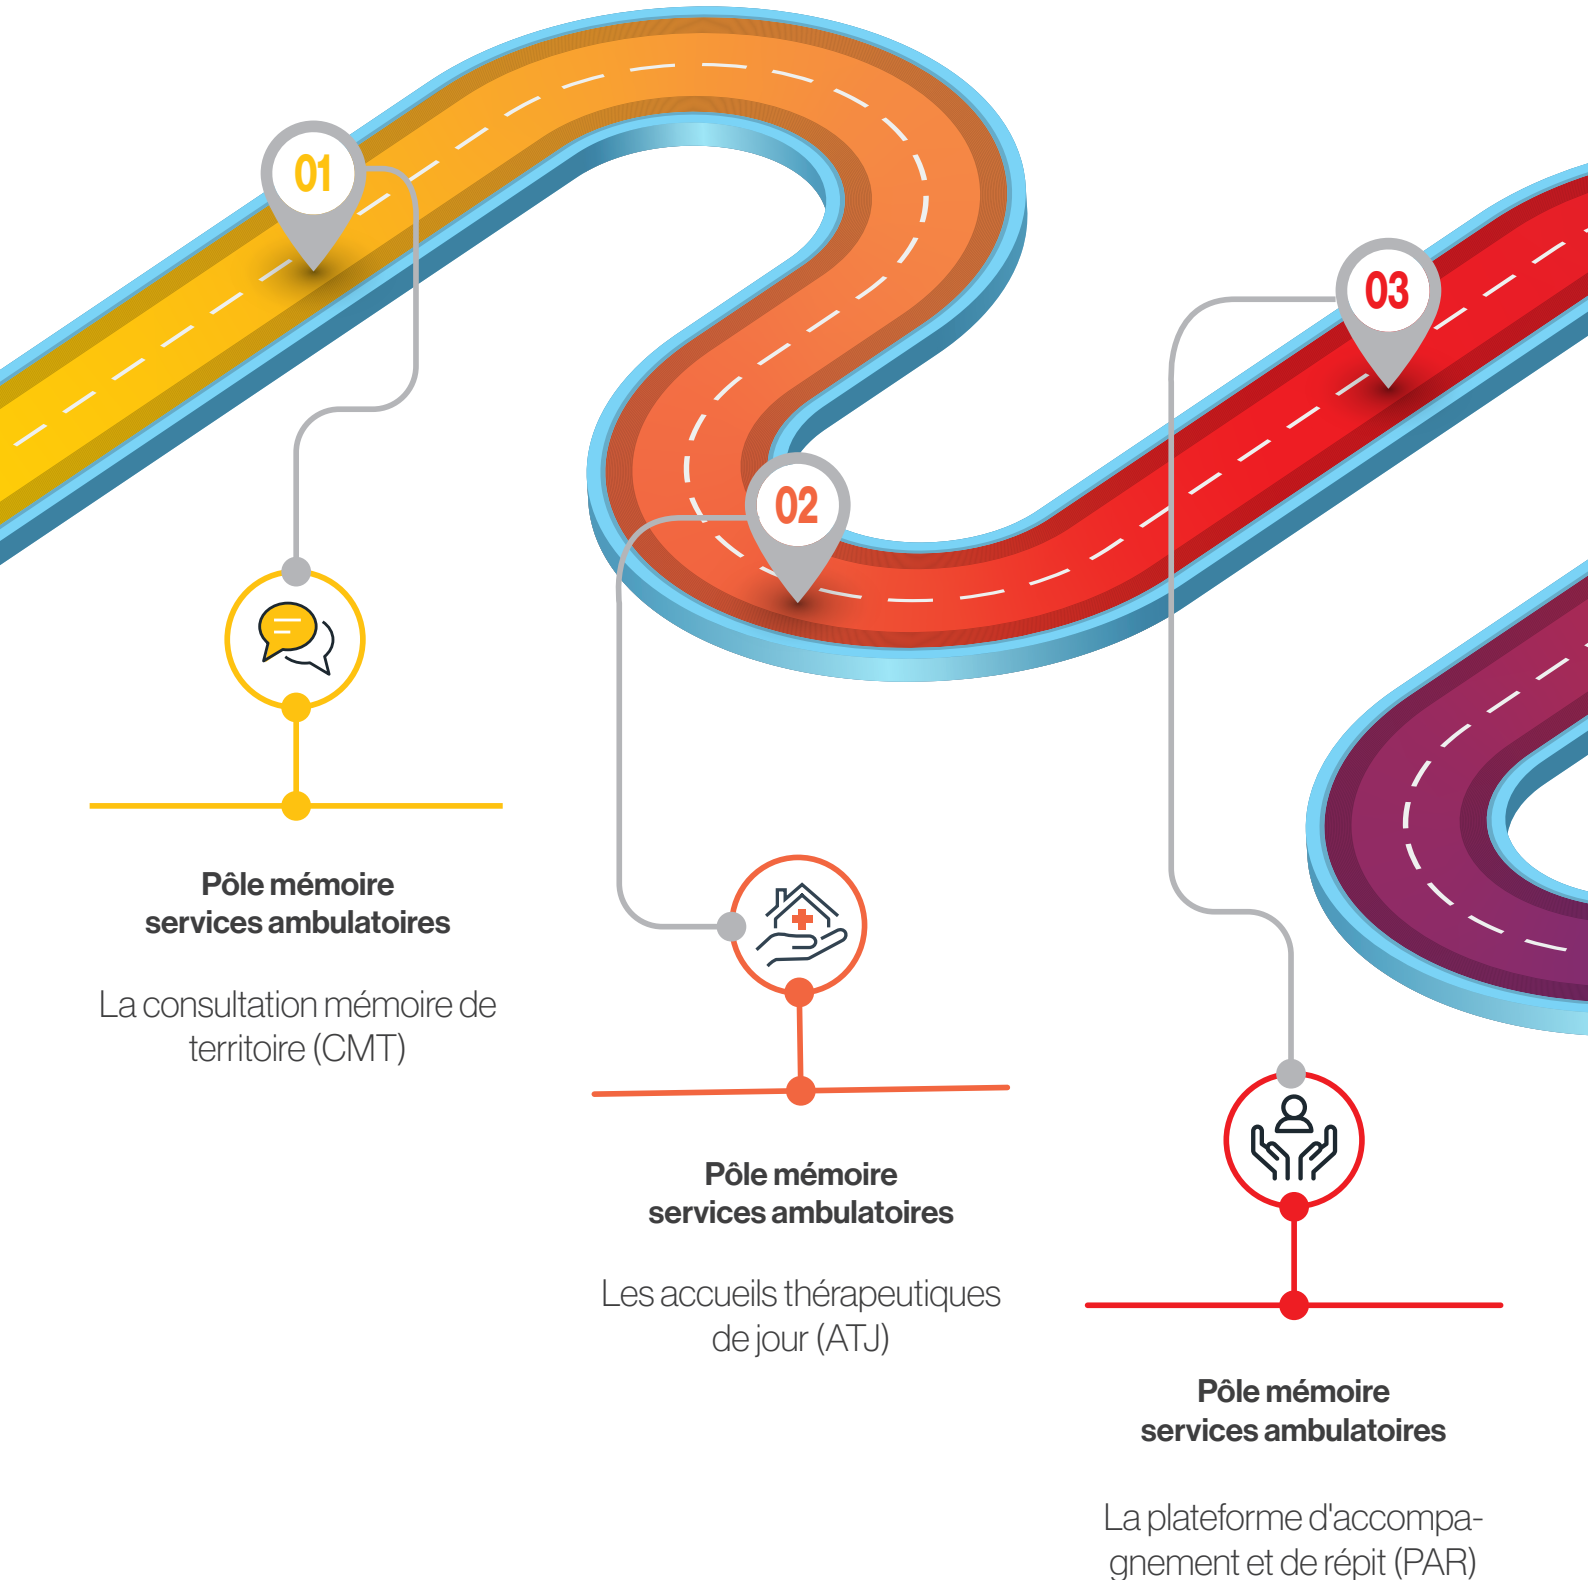 01
02
03
Pôle mémoire
services ambulatoires
La consultation mémoire de
territoire (CMT)
Pôle mémoire
services ambulatoires
Les accueils thérapeutiques
de jour (ATJ)
Pôle mémoire
services ambulatoires
La plateforme d'accompa-
gnement et de répit (PAR)